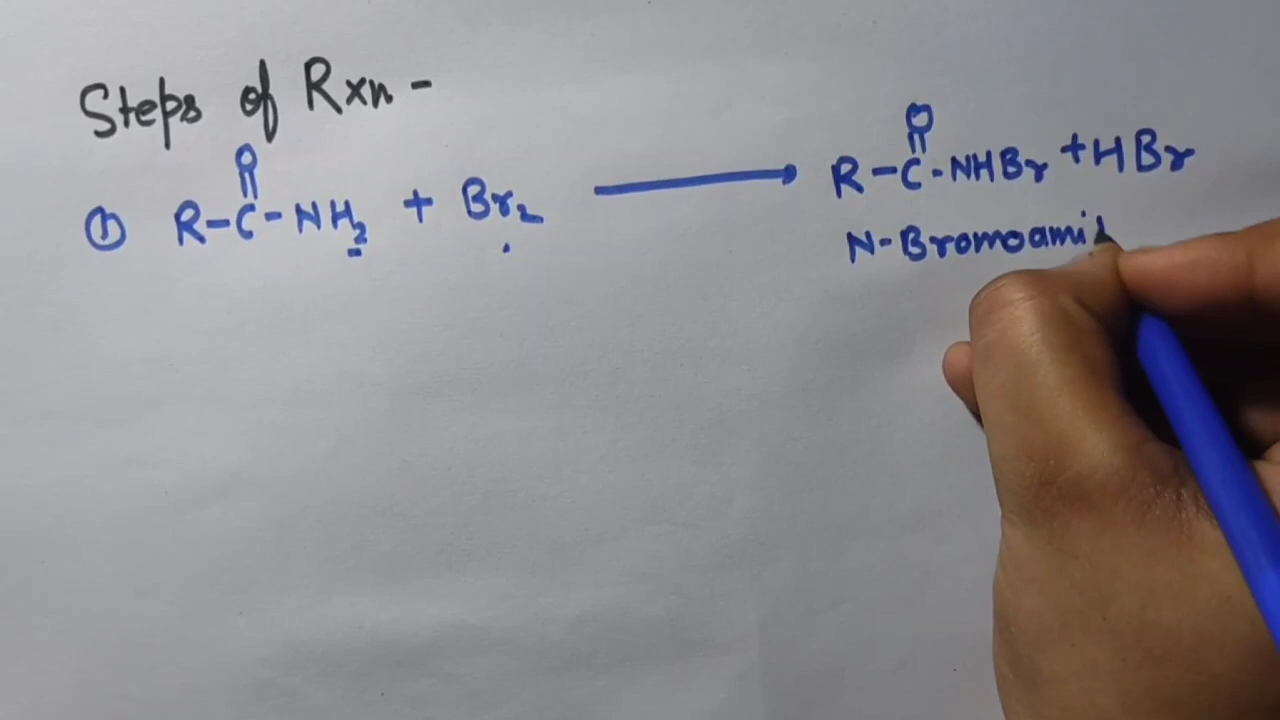 Steps of Rxn -
O O
① R-C-NH₂ + Br₂ ⟶ R-C-NHBr + HBr
N-Bromoami